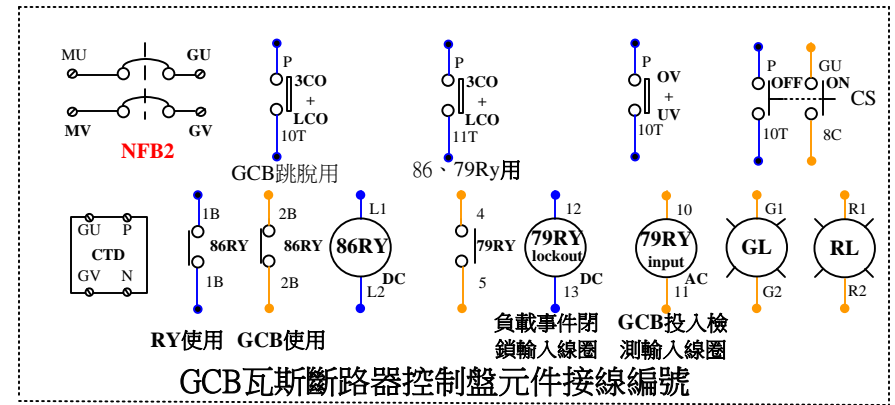 MU GU
MV GV
NFB2
P
3CO
+
LCO
10T
GCB跳脫用
P
3CO
+
LCO
11T
86、79Ry用
P
OV
+
UV
10T
P GU
OFF ON
CS
10T 8C
GU P
CTD
GV N
1B
86RY
1B
RY使用
2B
86RY
2B
GCB使用
L1
86RY
L2 DC
4
79RY
5
12
79RY
lockout
13 DC
負載事件閉
鎖輸入線圈
10
79RY
input
11 AC
GCB投入檢
測輸入線圈
G1
GL
G2
R1
RL
R2
GCB瓦斯斷路器控制盤元件接線編號